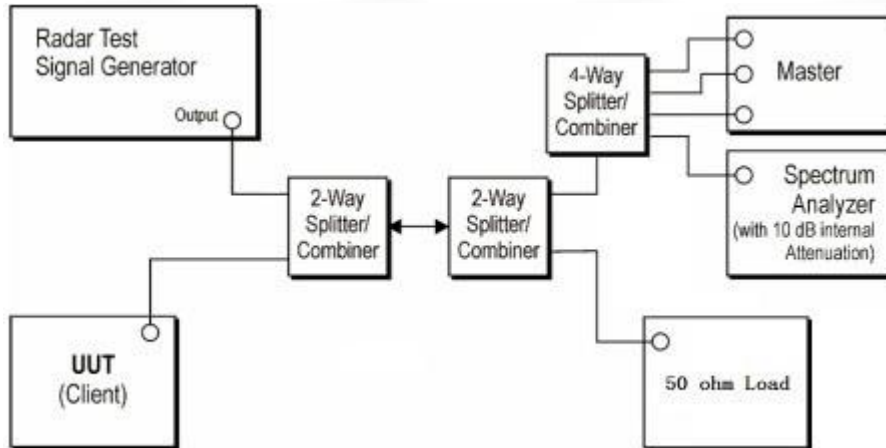 Radar Test
Signal Generator
Output
4-Way
Splitter/
Combiner
Master
Spectrum
Analyzer
(with 10 dB internal
Attenuation)
2-Way
Splitter/
Combiner
2-Way
Splitter/
Combiner
UUT
(Client)
50 ohm Load